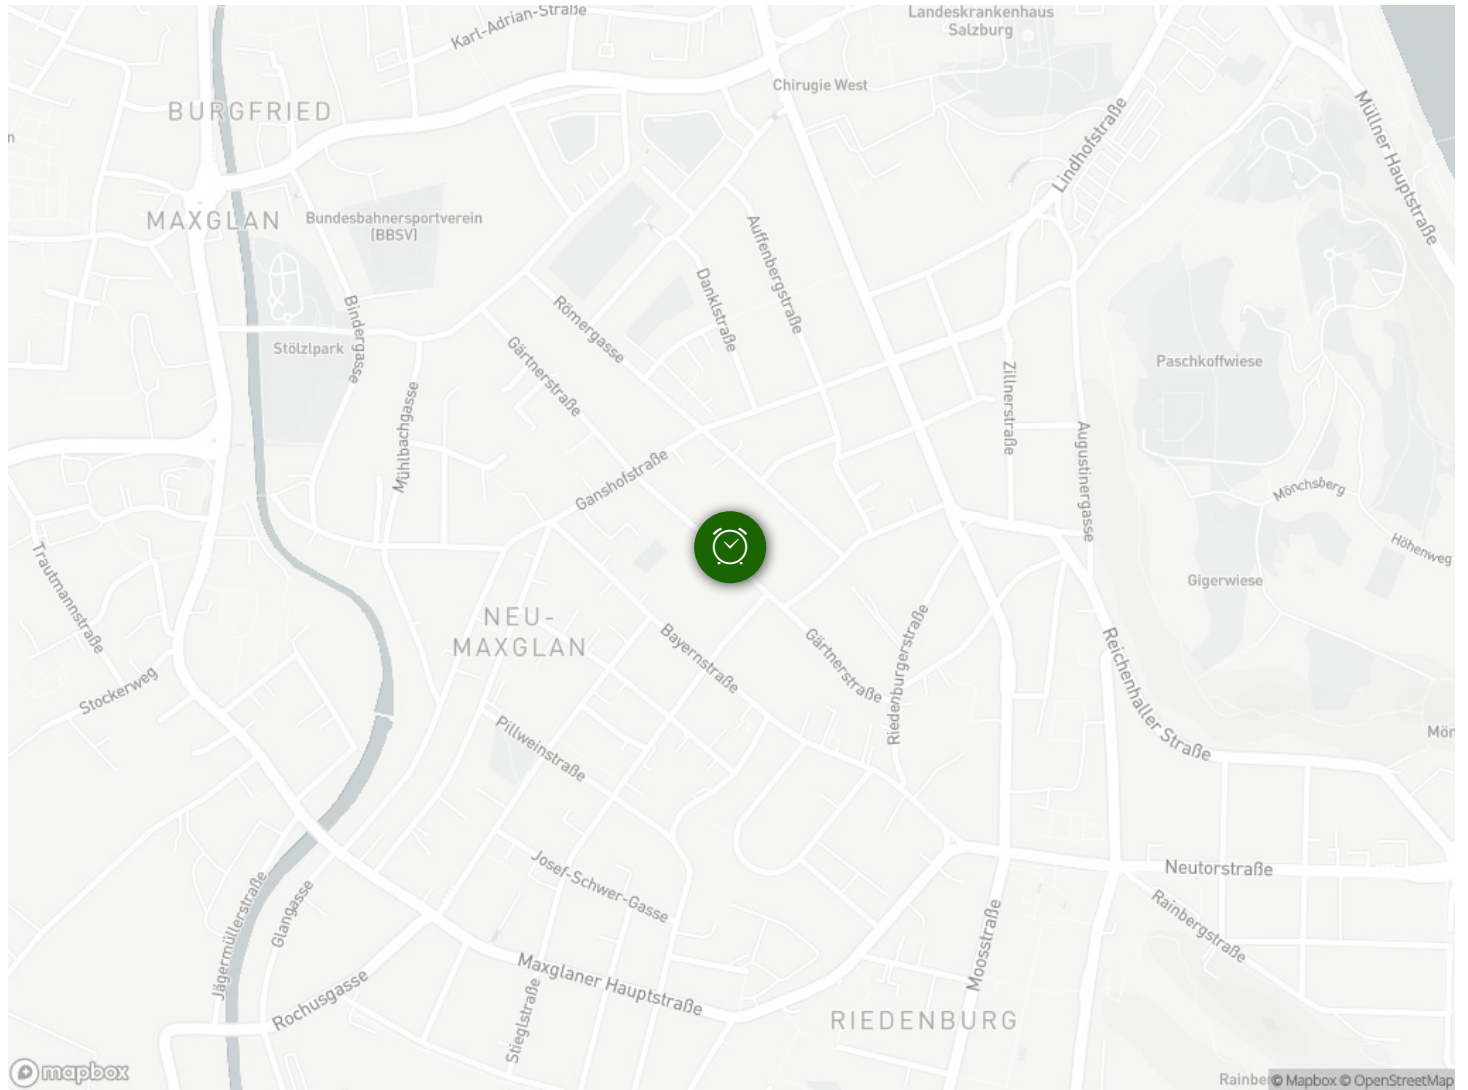 Karl-Adrian-Straße
Landeskrankenhaus
Salzburg
Chirugie West
BURGFRIED
Lindhofstraße
Müllner Hauptstraße
n
MAXGLAN
Bundesbahnersportverein
(BBSV)
Auffenbergstraße
Danklstraße
Bindergasse
Römergasse
Stölzlpark
Gärtnerstraße
Zillnerstraße
Paschkoffwiese
Mühlbachgasse
Augustinergasse
Ganshofstraße
Mönchsberg
Höhenweg
Trautmannstraße
Gigerwiese
NEU-
MAXGLAN
Bayernstraße
Gärtnerstraße
Riedenburgerstraße
Reichenhaller Straße
Stockerweg
Pillweinstraße
Mön
Josef-Schwer-Gasse
Neutorstraße
Jägermüllerstraße
Glangasse
Moosstraße
Rainbergstraße
Maxglaner Hauptstraße
Rochusgasse
Stieglstraße
RIEDENBURG
mapbox
Rainbe
© Mapbox © OpenStreetMap